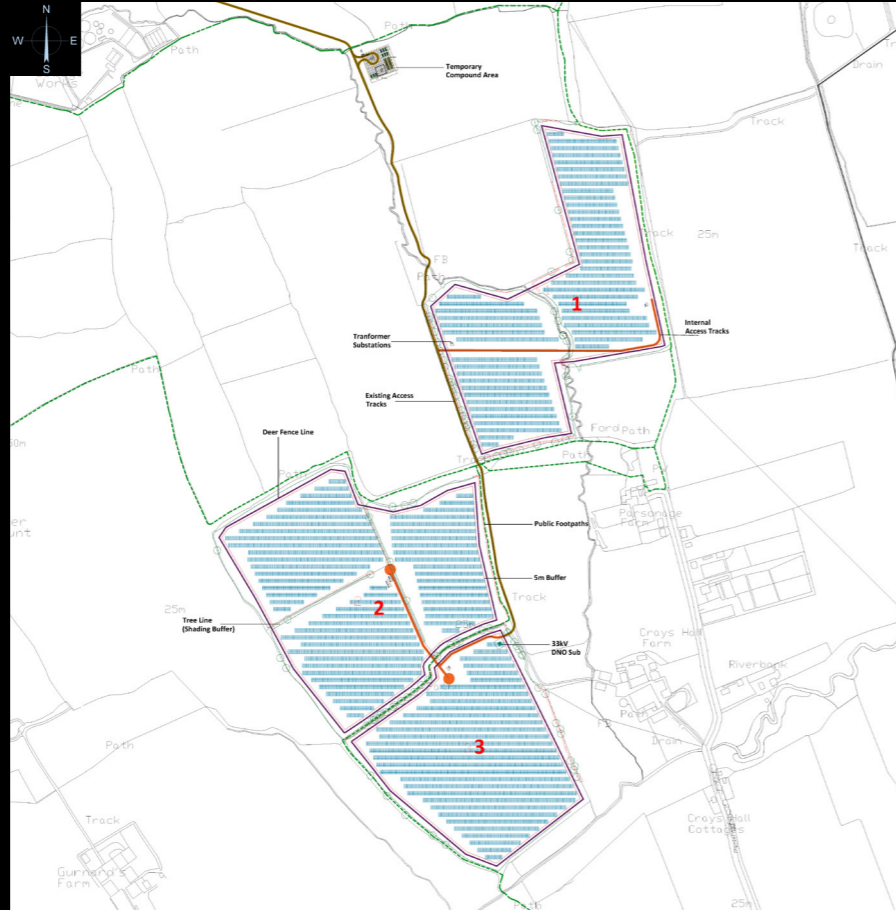 N
W E
S
Path
Path
Works
Drain
Temporary
Compound Area
Track
25m
Track
FB
Path
1
Internal
Access Tracks
Tranformer
Substations
Path
Existing Access
Tracks
Deer Fence Line
Ford
Path
Path
Path
Parsonage
Farm
Public Footpaths
5m Buffer
25m
2
Track
Tree Line
(Shading Buffer)
33kV
DNO Sub
Crays Hall
Farm
Riverbank
Path
Drain
Path
3
Track
Crays Hall
Cottages
Gurnard's
Farm
25m
Path